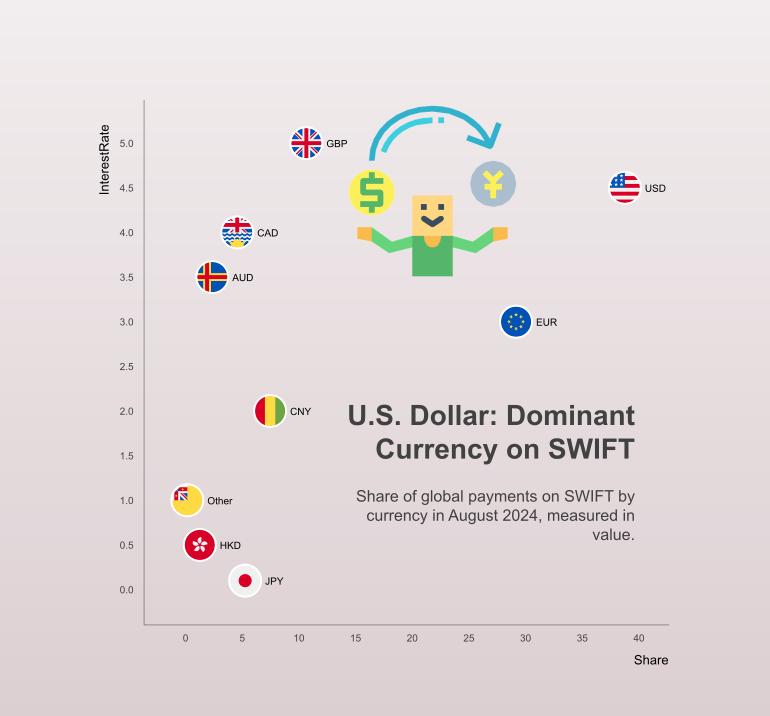 InterestRate
5.0
4.5
4.0
3.5
3.0
2.5
2.0
1.5
1.0
0.5
0.0
GBP
$
¥
USD
CAD
AUD
EUR
CNY
Other
HKD
JPY
U.S. Dollar: Dominant
Currency on SWIFT
Share of global payments on SWIFT by
currency in August 2024, measured in
value.
0 5 10 15 20 25 30 35 40
Share